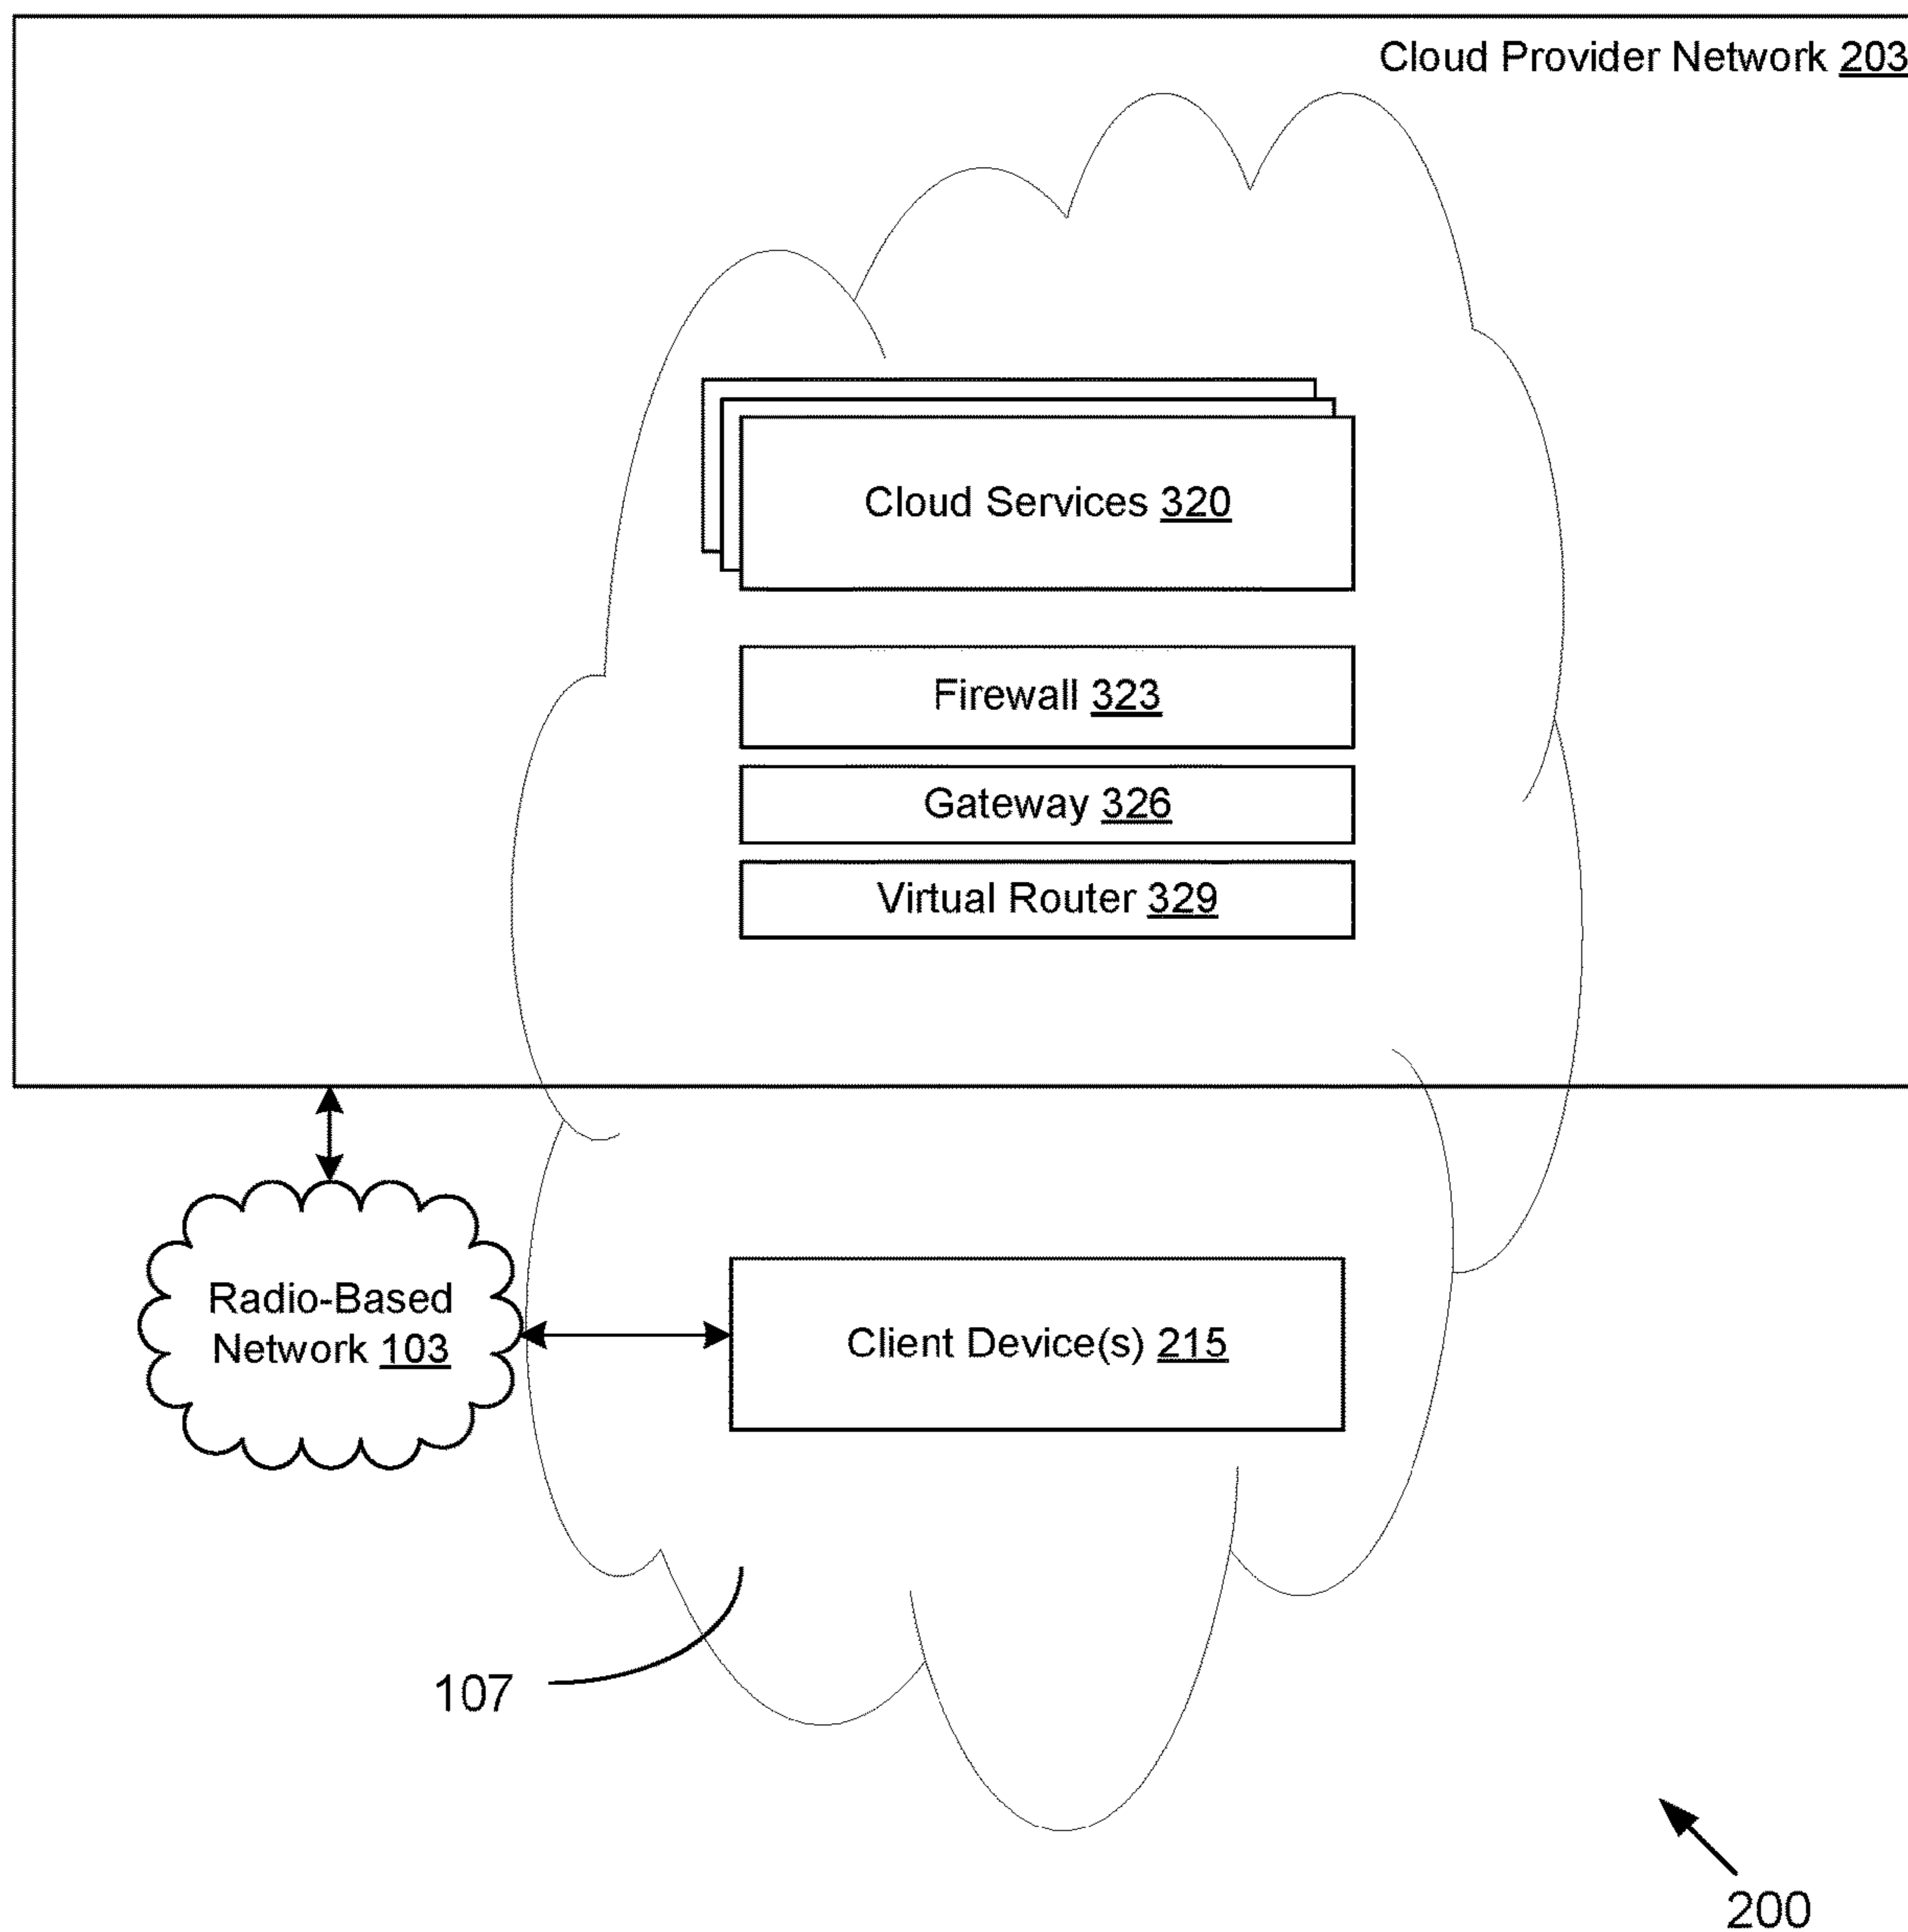 Cloud Provider Network 203
Cloud Services 320
Firewall 323
Gateway 326
Virtual Router 329
Radio-Based
Network 103
Client Device(s) 215
107
200